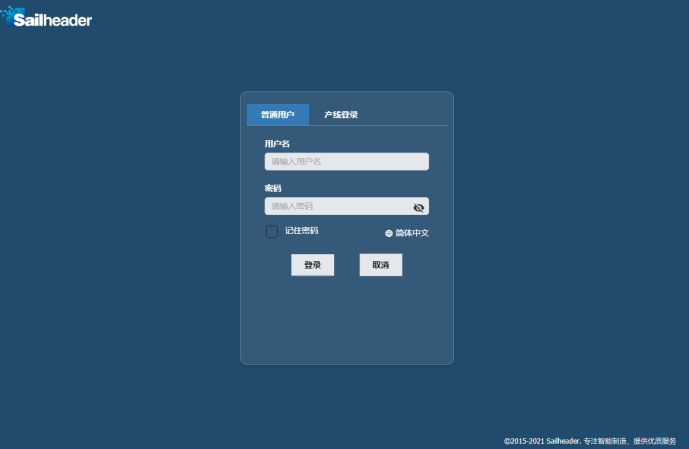 Sailheader
普通用户 产线登录
用户名
请输入用户名
密码
请输入密码
记住密码 简体中文
登录 取消
©2015-2021 Sailheader. 专注智能制造，提供优质服务